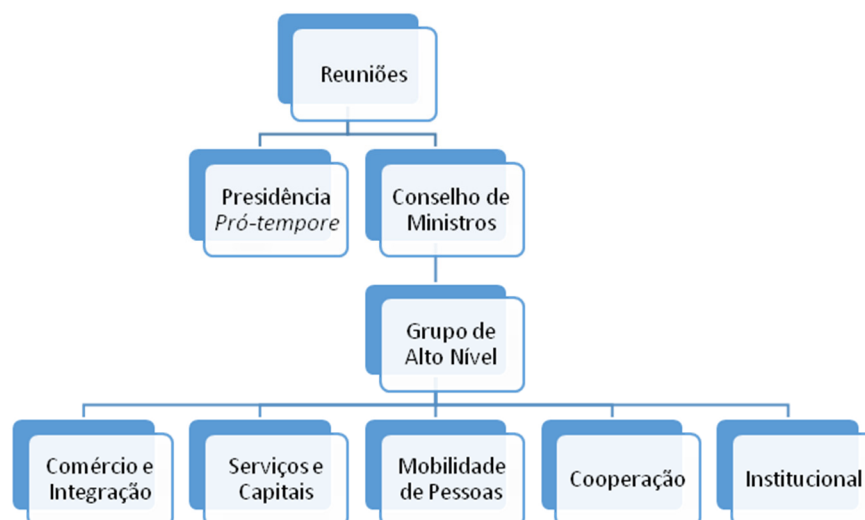 Reuniões
Presidência
Pró-tempore
Conselho de
Ministros
Grupo de
Alto Nível
Comércio e
Integração
Serviços e
Capitais
Mobilidade
de Pessoas
Cooperação
Institucional